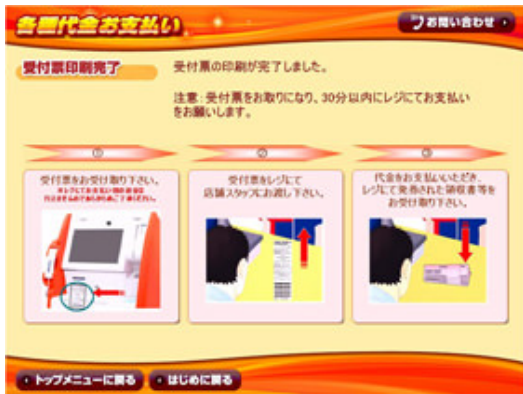 各種代金お支払い
お問い合わせ
受付票印刷完了
受付票の印刷が完了しました。
注意:受付票をお取りになり、30分以内にレジにてお支払い
をお願いします。
①
②
③
受付票をお受け取り下さい。
受付票をレジにて
店舗スタッフにお渡し下さい。
代金をお支払いいただき、
レジにて発券された領収書等を
お受け取り下さい。
トップメニューに戻る
はじめに戻る